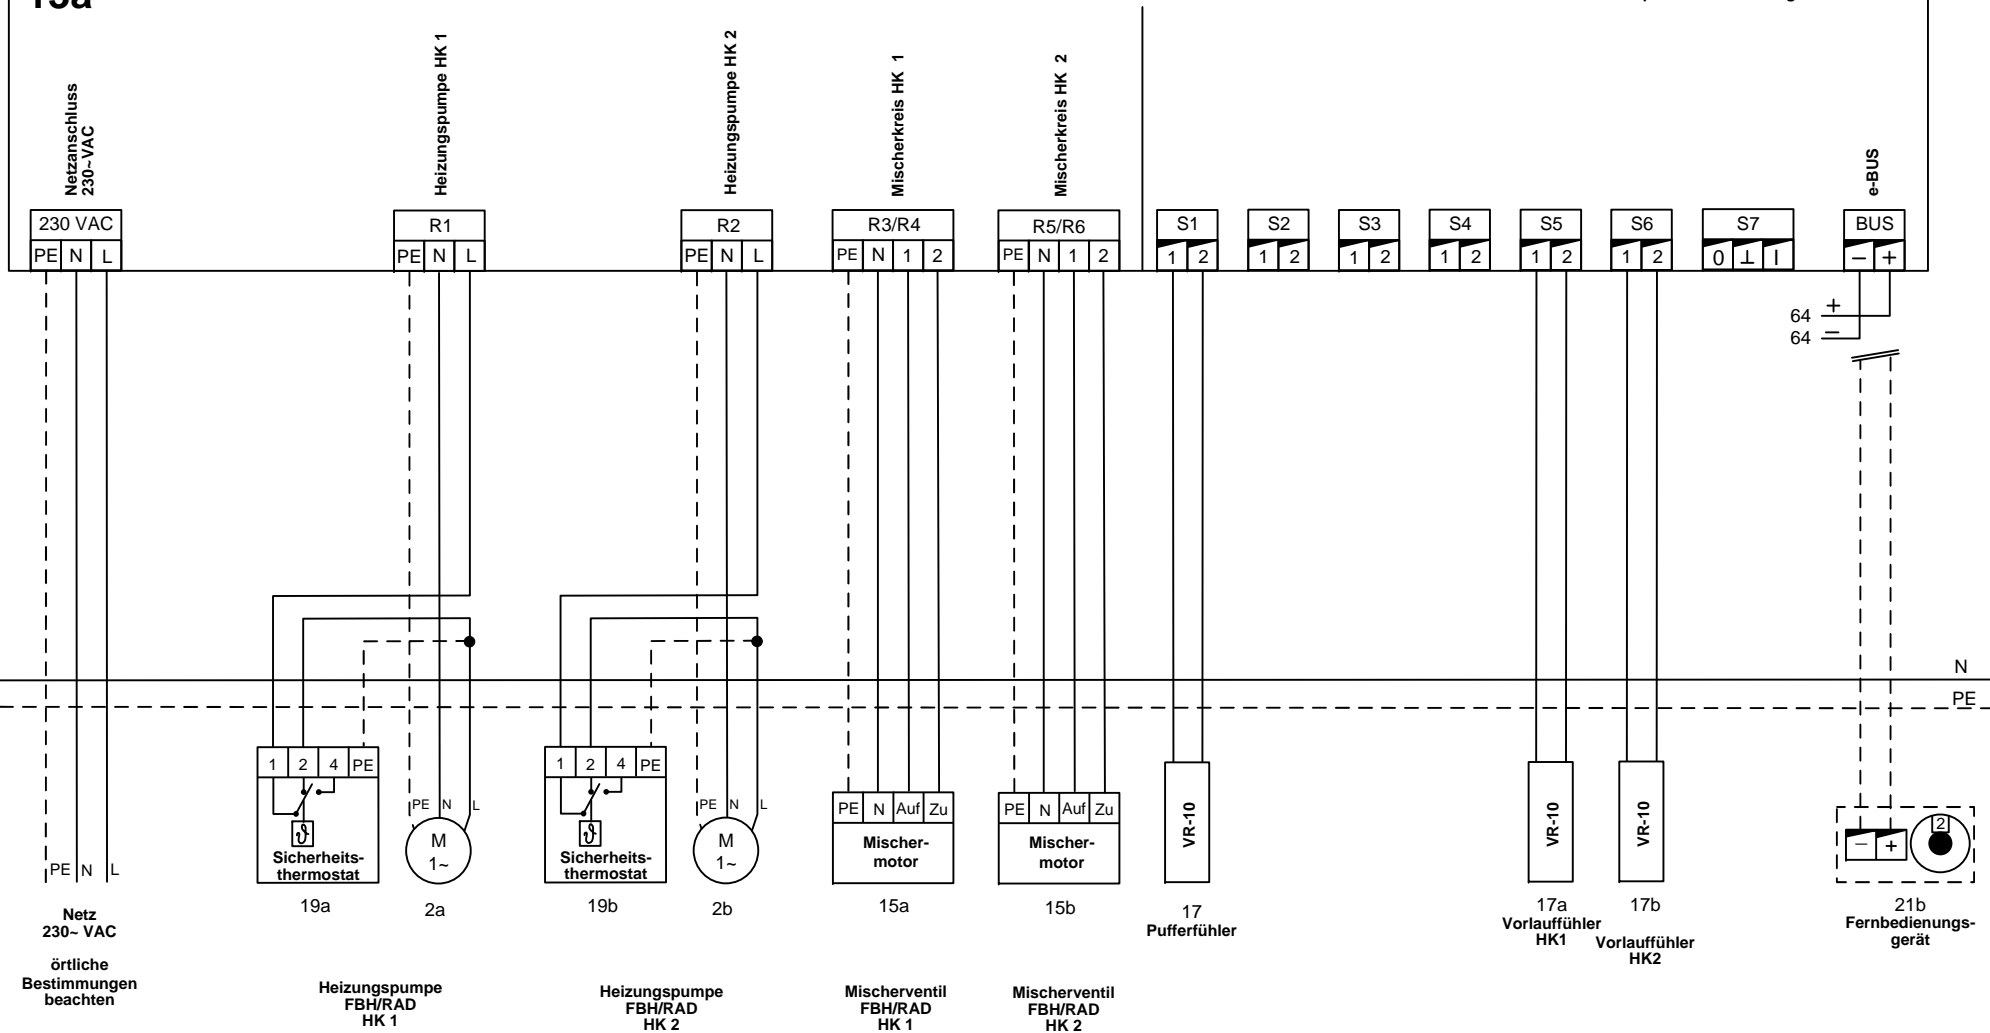 Netzanschluss
230~VAC
Heizungspumpe HK 1
Heizungspumpe HK 2
Mischerkreis HK 1
Mischerkreis HK 2
e-BUS
230 VAC
PE N L
R1
PE N L
R2
PE N L
R3/R4
PE N 1 2
R5/R6
PE N 1 2
S1
1 2
S2
1 2
S3
1 2
S4
1 2
S5
1 2
S6
1 2
S7
0 ⊥ I
BUS
− +
64 +
64 −
N
PE
PE N L
Netz
230~ VAC
örtliche
Bestimmungen
beachten
1 2 4 PE
Sicherheits-
thermostat
19a
PE N L
M
1~
2a
Heizungspumpe
FBH/RAD
HK 1
1 2 4 PE
Sicherheits-
thermostat
19b
PE N L
M
1~
2b
Heizungspumpe
FBH/RAD
HK 2
PE N Auf Zu
Mischer-
motor
15a
Mischerventil
FBH/RAD
HK 1
PE N Auf Zu
Mischer-
motor
15b
Mischerventil
FBH/RAD
HK 2
VR-10
17
Pufferfühler
VR-10
17a
Vorlauffühler
HK1
VR-10
17b
Vorlauffühler
HK2
− +
2
21b
Fernbedienungs-
gerät